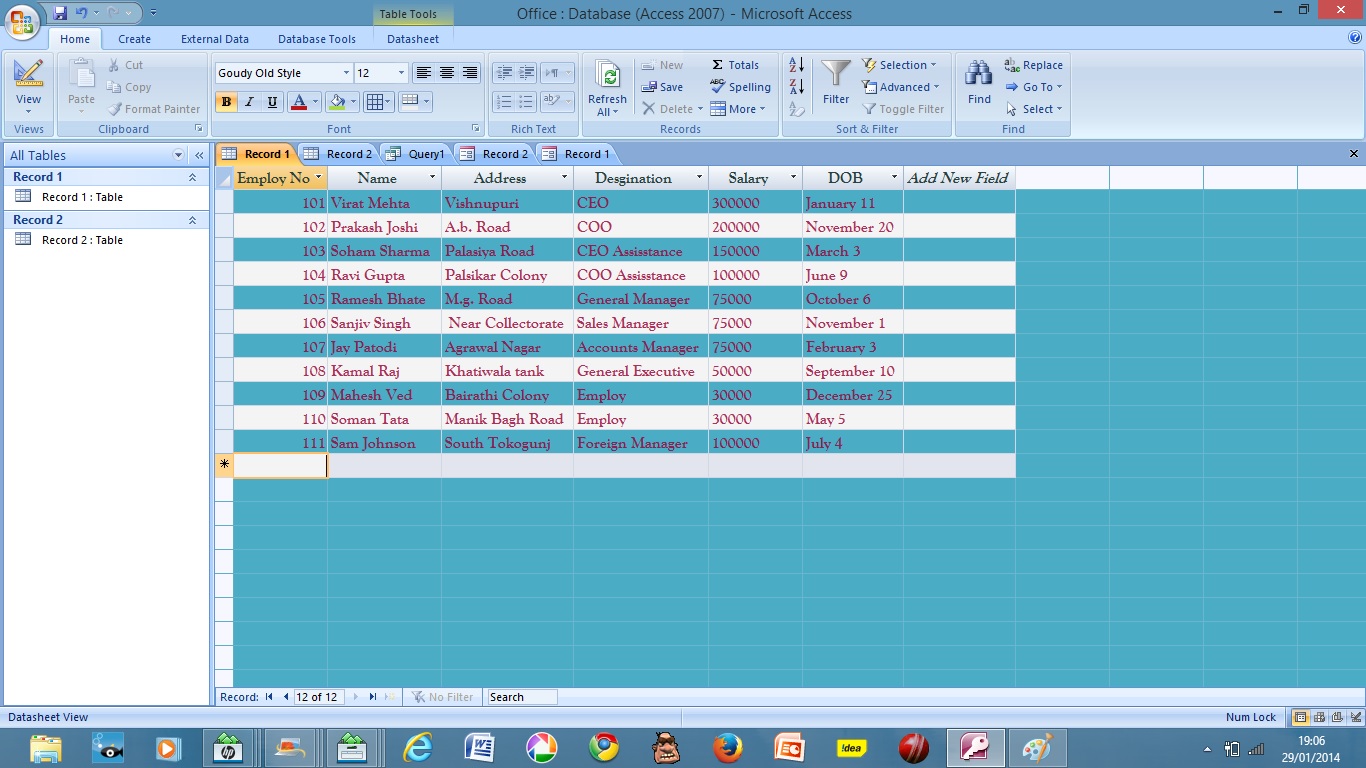 Table Tools
Office : Database (Access 2007) - Microsoft Access
Home Create External Data Database Tools Datasheet
View
Paste
Cut
Copy
Format Painter
Goudy Old Style 12
B I U A
Refresh All
New
Save
Delete
Σ Totals
ABC Spelling
More
Filter
Selection
Advanced
Toggle Filter
Find
Replace
Go To
Select
Views Clipboard Font Rich Text Records Sort & Filter Find
All Tables
Record 1
Record 1 : Table
Record 2
Record 2 : Table
Record 1 Record 2 Query1 Record 2 Record 1
Employ No Name Address Desgination Salary DOB Add New Field
101 Virat Mehta Vishnupuri CEO 300000 January 11
102 Prakash Joshi A.b. Road COO 200000 November 20
103 Soham Sharma Palasiya Road CEO Assisstance 150000 March 3
104 Ravi Gupta Palsikar Colony COO Assisstance 100000 June 9
105 Ramesh Bhate M.g. Road General Manager 75000 October 6
106 Sanjiv Singh Near Collectorate Sales Manager 75000 November 1
107 Jay Patodi Agrawal Nagar Accounts Manager 75000 February 3
108 Kamal Raj Khatiwala tank General Executive 50000 September 10
109 Mahesh Ved Bairathi Colony Employ 30000 December 25
110 Soman Tata Manik Bagh Road Employ 30000 May 5
111 Sam Johnson South Tokogunj Foreign Manager 100000 July 4
Record: 12 of 12 No Filter Search
Datasheet View Num Lock
hp
!dea
19:06
29/01/2014